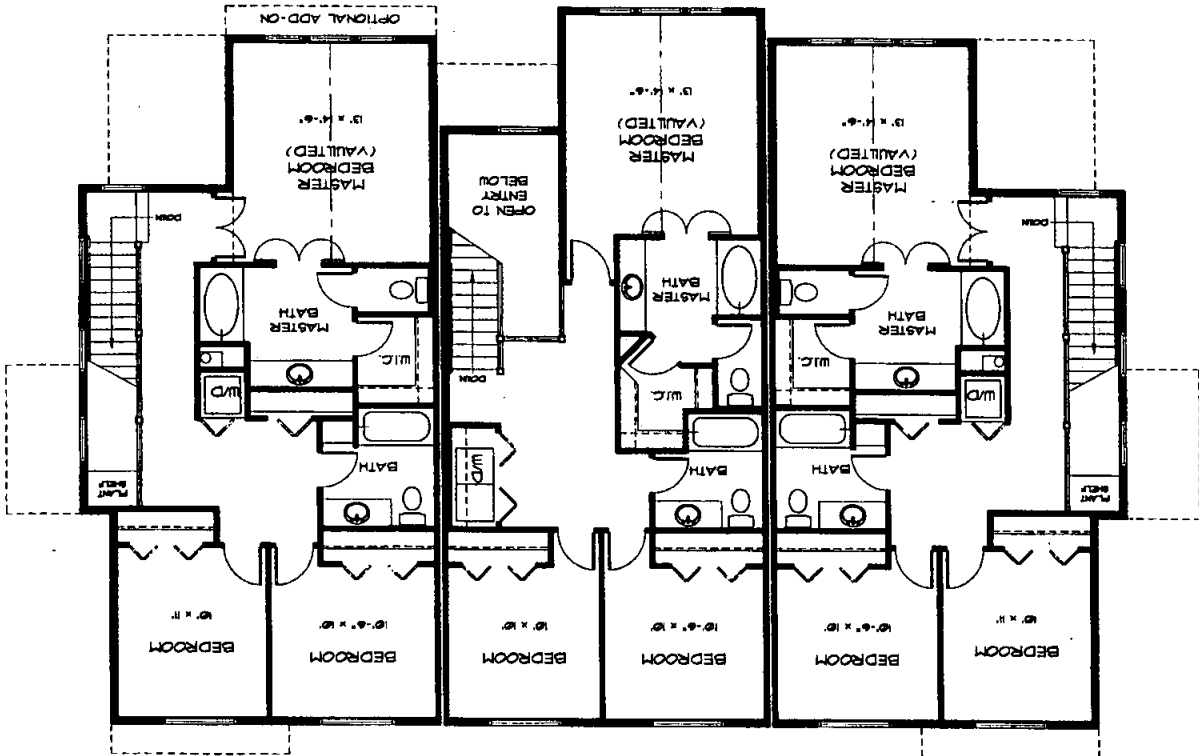 BEDROOM
10' x 11'
BEDROOM
10'-6" x 10'
BEDROOM
10'-6" x 10'
BEDROOM
10' x 10'
BEDROOM
10'-6" x 10'
BEDROOM
10' x 11'
PLANT
SHELF
BATH
BATH
W/D
BATH
PLANT
SHELF
W/D
W.I.C.
W.I.C.
DOWN
W.I.C.
W/D
MASTER
BATH
MASTER
BATH
MASTER
BATH
DOWN
MASTER
BEDROOM
(VAULTED)
13' x 14'-6"
MASTER
BEDROOM
(VAULTED)
13' x 14'-6"
OPEN TO
ENTRY
BELOW
MASTER
BEDROOM
(VAULTED)
13' x 14'-6"
DOWN
OPTIONAL ADD-ON